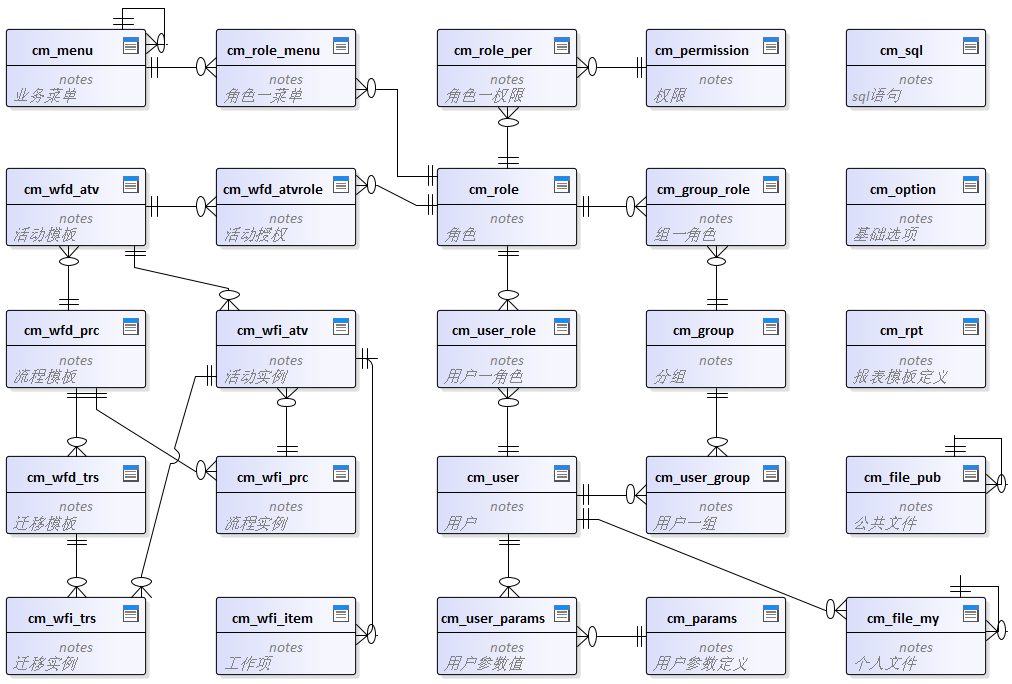 cm_menu
notes
业务菜单
cm_role_menu
notes
角色—菜单
cm_role_per
notes
角色—权限
cm_permission
notes
权限
cm_sql
notes
sql语句
cm_wfd_atv
notes
活动模板
cm_wfd_atvrole
notes
活动授权
cm_role
notes
角色
cm_group_role
notes
组—角色
cm_option
notes
基础选项
cm_wfd_prc
notes
流程模板
cm_wfi_atv
notes
活动实例
cm_user_role
notes
用户—角色
cm_group
notes
分组
cm_rpt
notes
报表模板定义
cm_wfd_trs
notes
迁移模板
cm_wfi_prc
notes
流程实例
cm_user
notes
用户
cm_user_group
notes
用户—组
cm_file_pub
notes
公共文件
cm_wfi_trs
notes
迁移实例
cm_wfi_item
notes
工作项
cm_user_params
notes
用户参数值
cm_params
notes
用户参数定义
cm_file_my
notes
个人文件